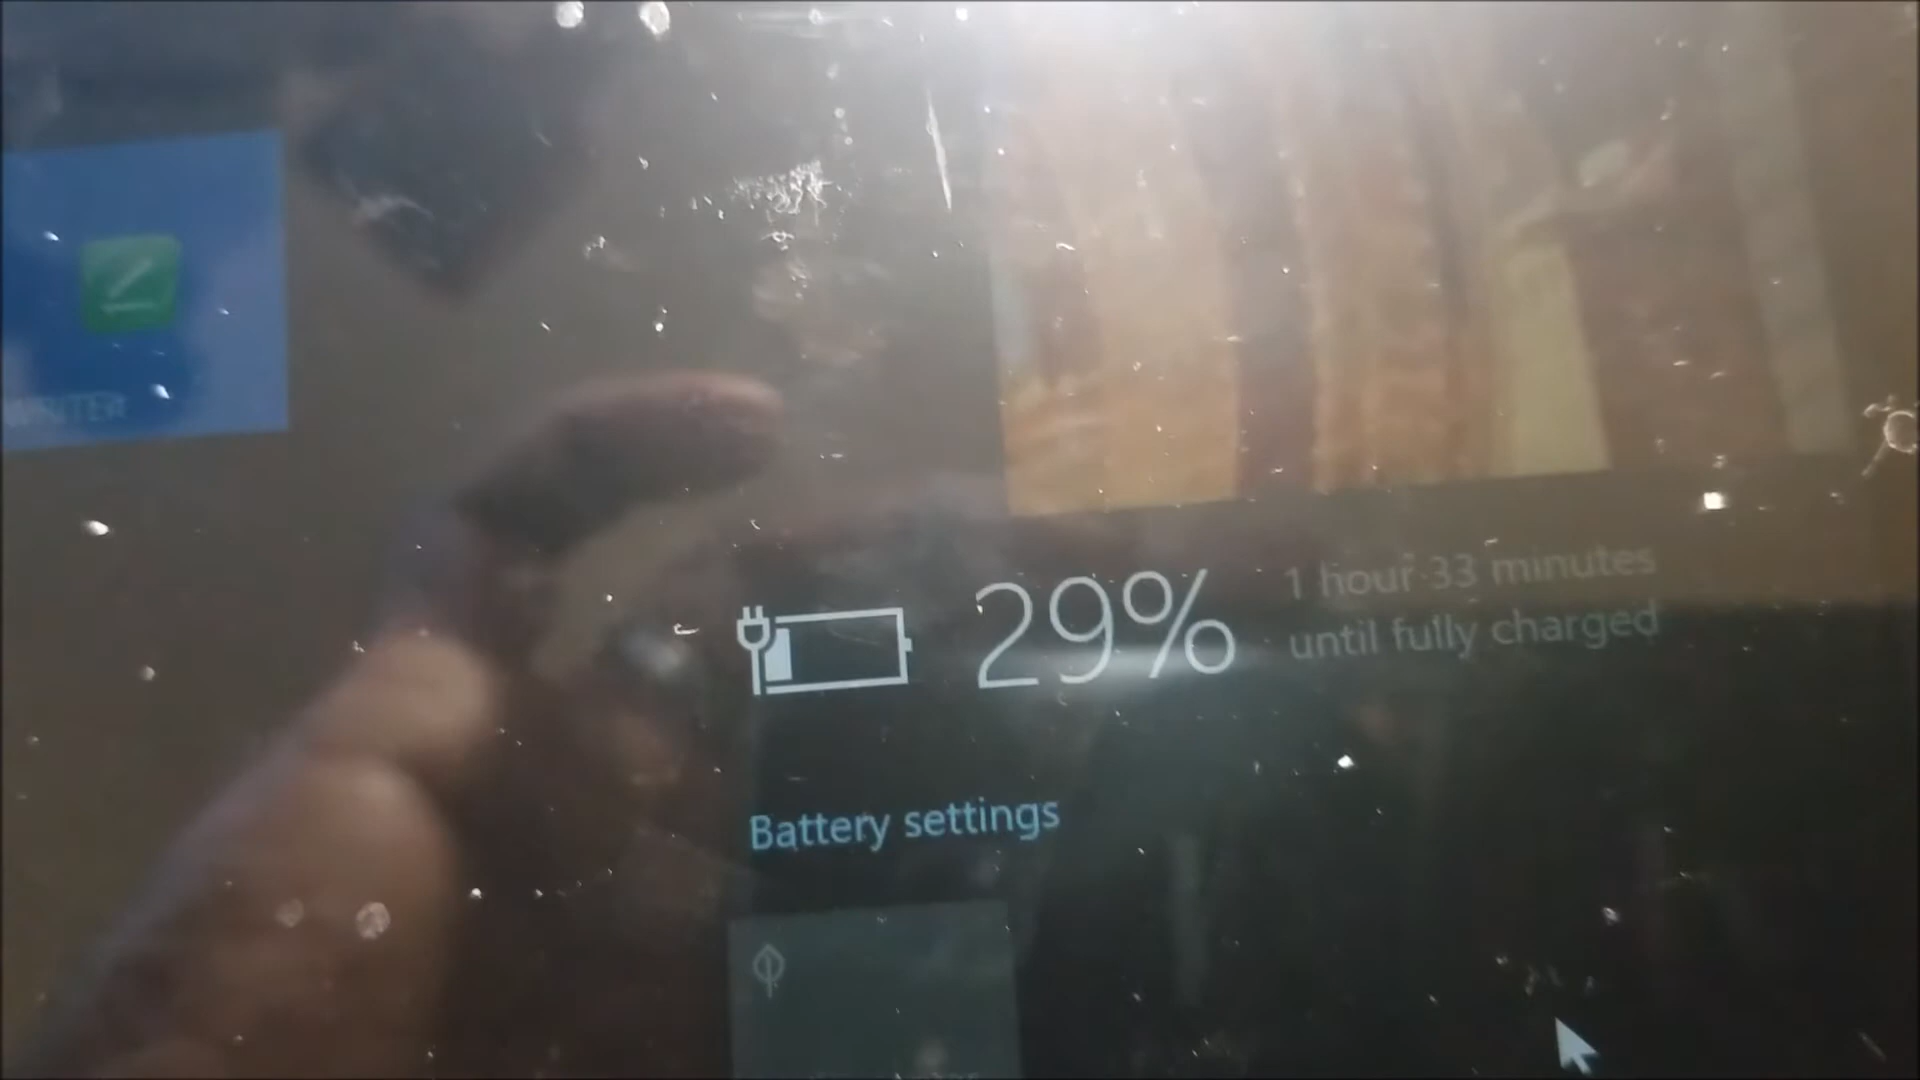 29%
1 hour 33 minutes
until fully charged
Battery settings